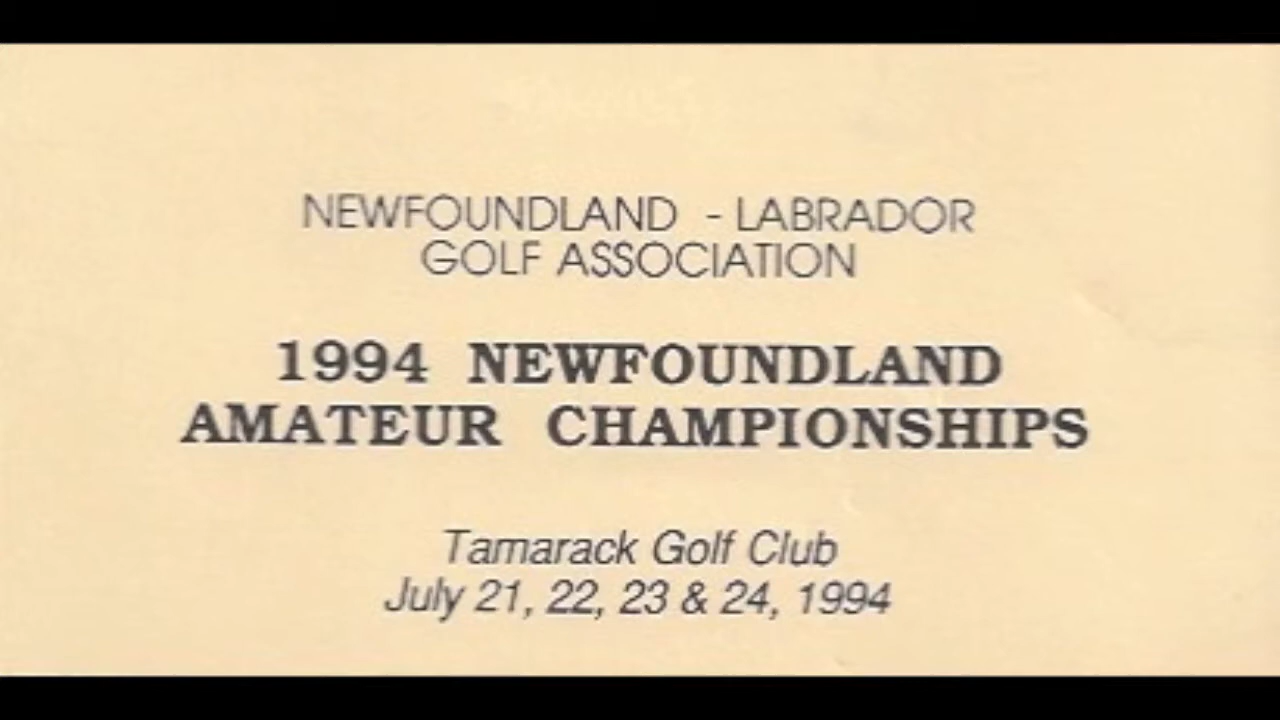 NEWFOUNDLAND - LABRADOR
GOLF ASSOCIATION
1994 NEWFOUNDLAND
AMATEUR CHAMPIONSHIPS
Tamarack Golf Club
July 21, 22, 23 & 24, 1994